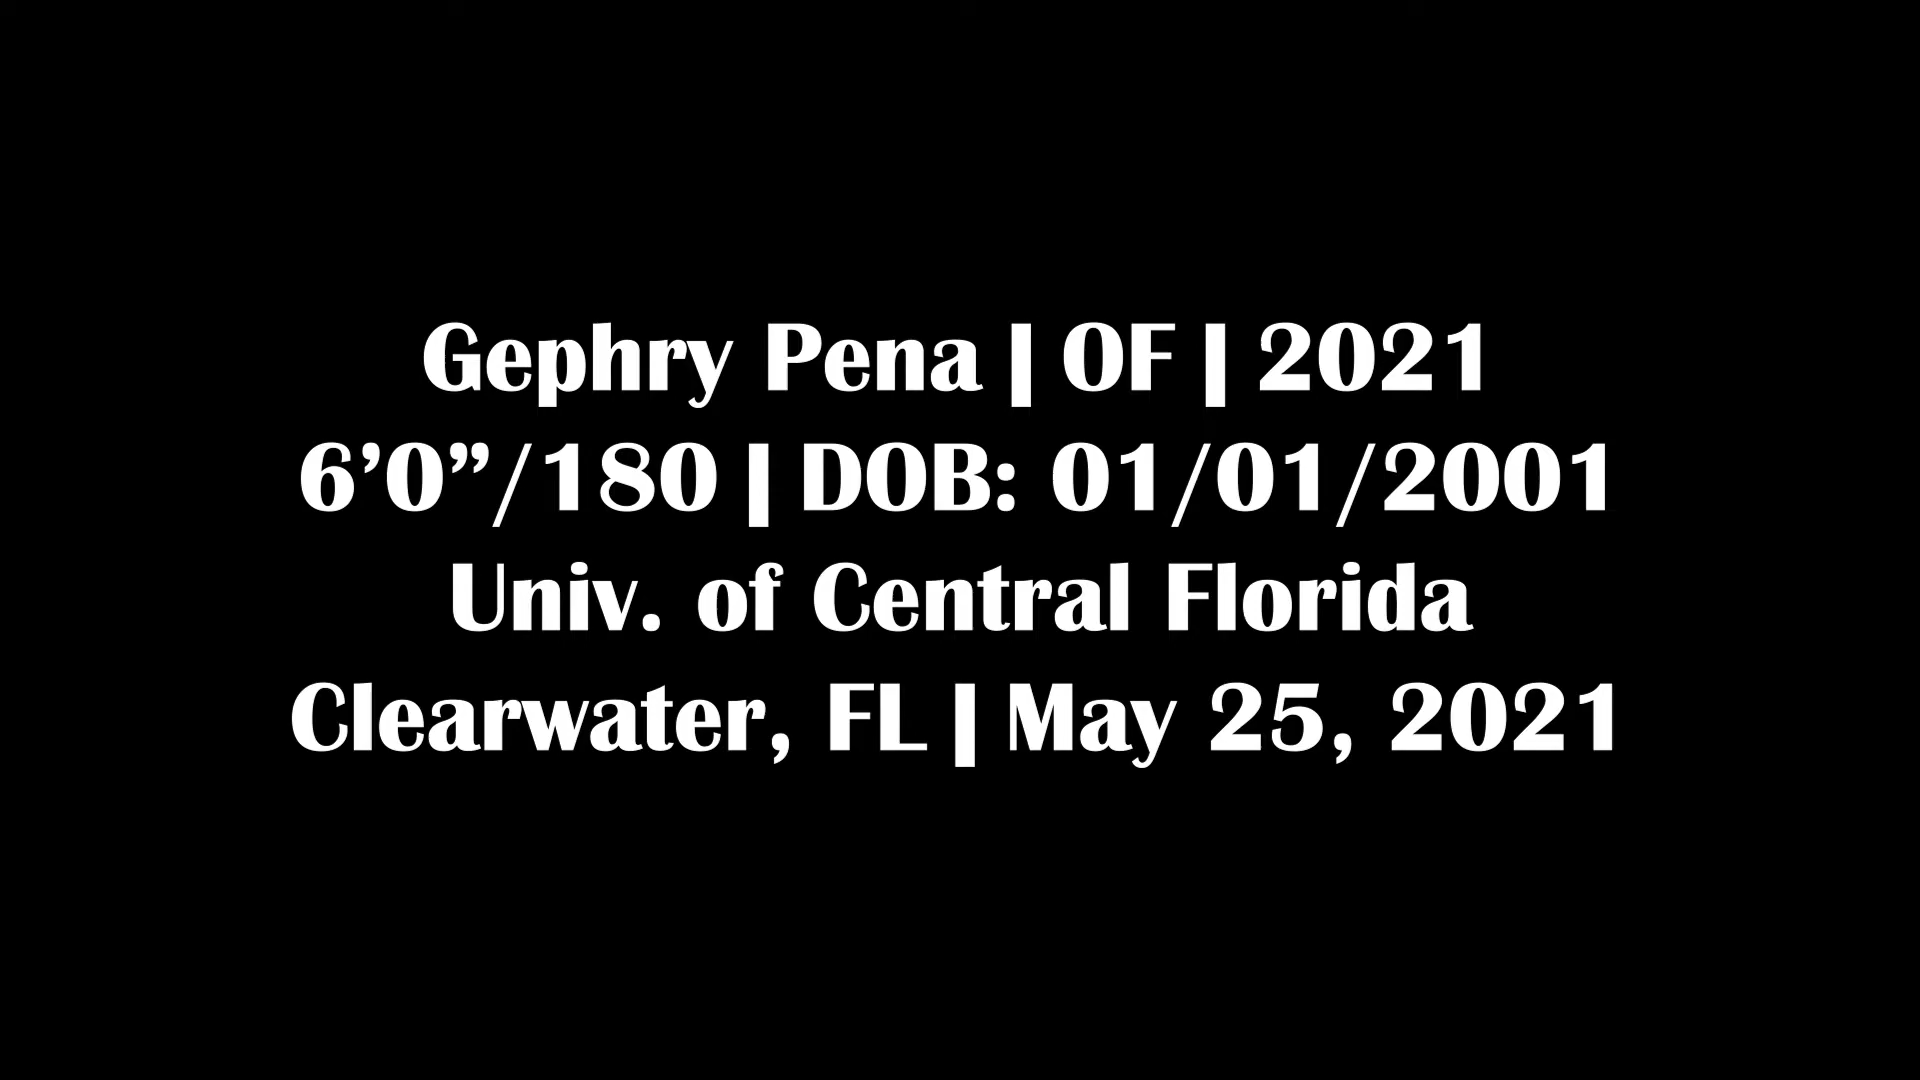 Gephry Pena | OF | 2021
6’0”/180 | DOB: 01/01/2001
Univ. of Central Florida
Clearwater, FL | May 25, 2021